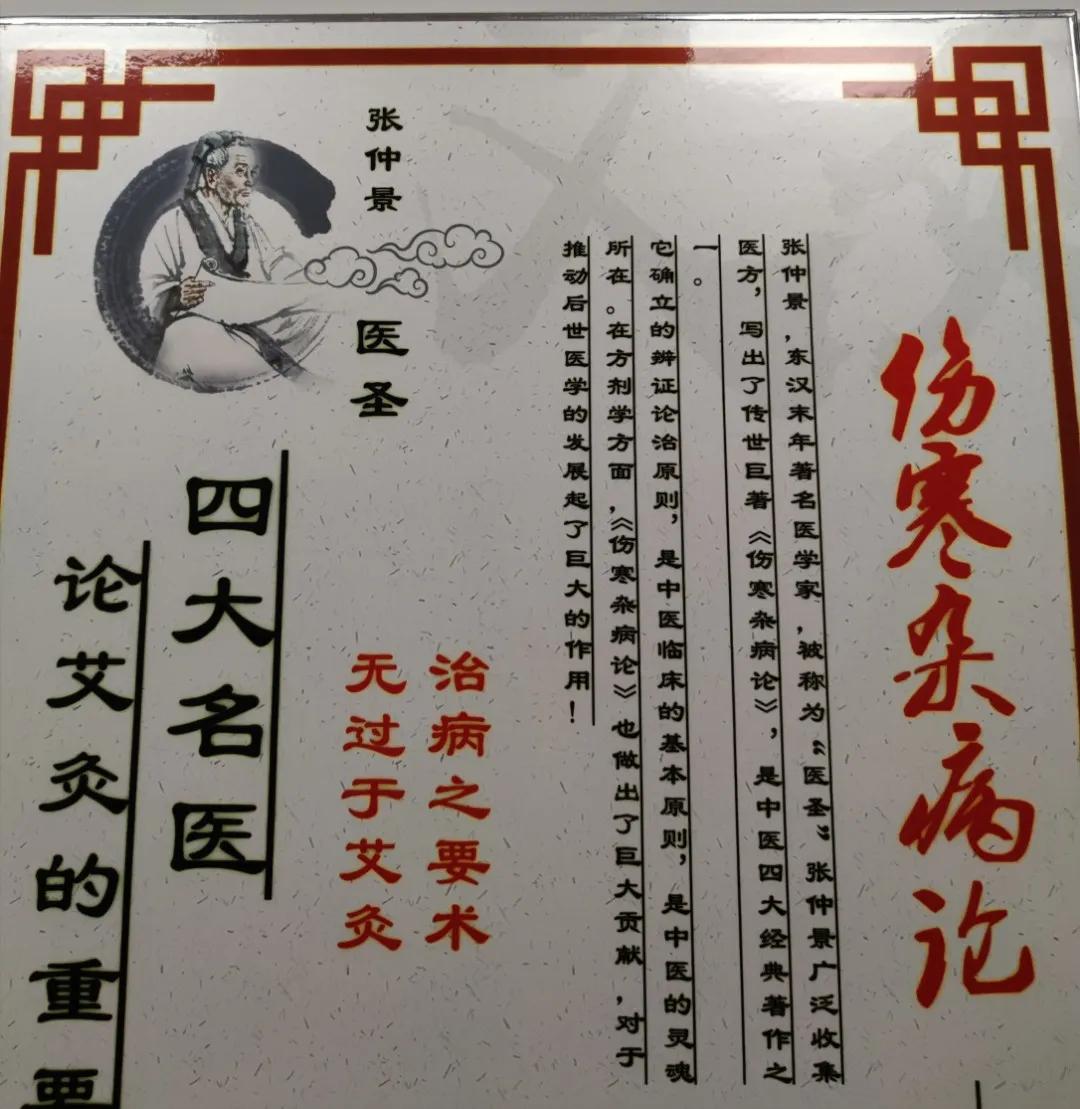 伤寒杂病论
张仲景，东汉末年著名医学家，被称为“医圣”张仲景广泛收集
医方，写出了传世巨著《伤寒杂病论》，是中医四大经典著作之
一。
它确立的辨证论治原则，是中医临床的基本原则，是中医的灵魂
所在。在方剂学方面，《伤寒杂病论》也做出了巨大贡献，对于
推动后世医学的发展起了巨大的作用！
张仲景
医圣
治病之要术
无过于艾灸
四大名医
论艾灸的重要